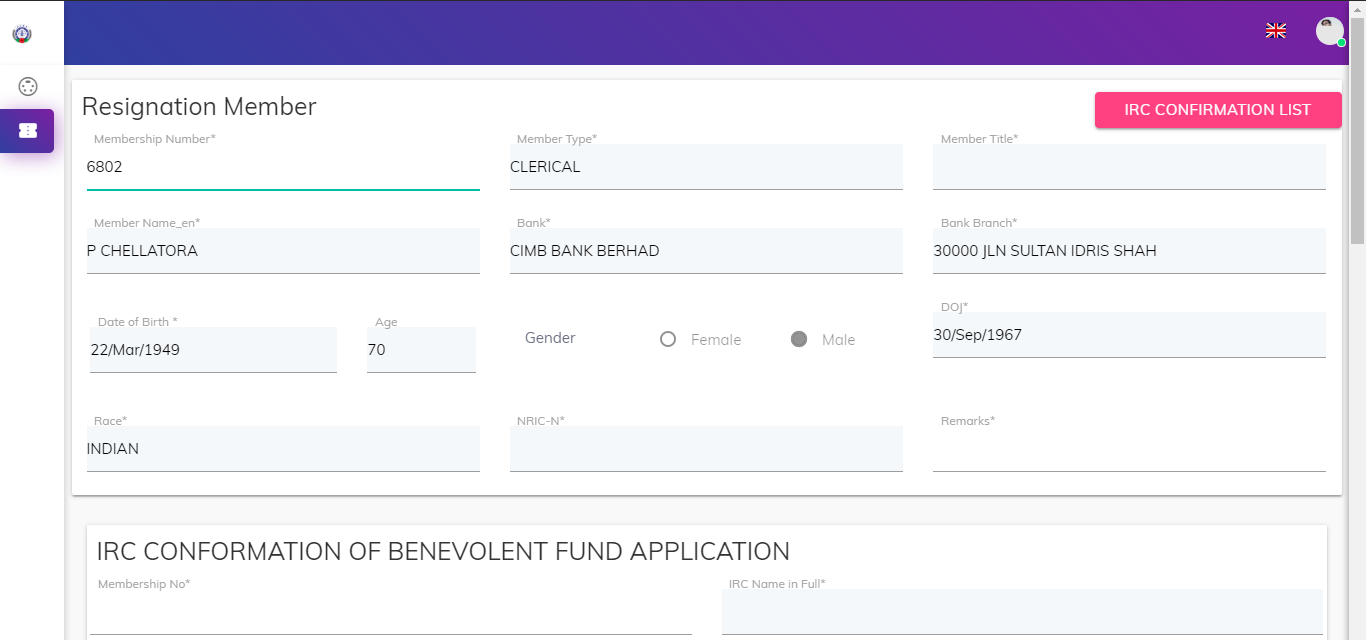 Resignation Member
IRC CONFIRMATION LIST
Membership Number*
Member Type*
Member Title*
6802
CLERICAL
Member Name_en*
Bank*
Bank Branch*
P CHELLATORA
CIMB BANK BERHAD
30000 JLN SULTAN IDRIS SHAH
Date of Birth *
Age
Gender
Female
Male
DOJ*
22/Mar/1949
70
30/Sep/1967
Race*
NRIC-N*
Remarks*
INDIAN
IRC CONFORMATION OF BENEVOLENT FUND APPLICATION
Membership No*
IRC Name in Full*